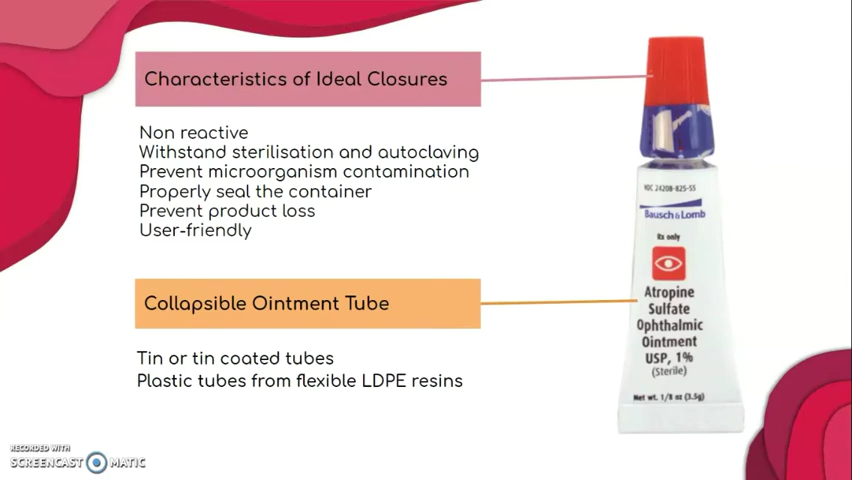 Characteristics of Ideal Closures
Non reactive
Withstand sterilisation and autoclaving
Prevent microorganism contamination
Properly seal the container
Prevent product loss
User-friendly
Collapsible Ointment Tube
Tin or tin coated tubes
Plastic tubes from flexible LDPE resins
NDC 24208-825-55
Bausch & Lomb
Rx only
Atropine
Sulfate
Ophthalmic
Ointment
USP, 1%
(Sterile)
Net wt. 1/8 oz (3.5g)
RECORDED WITH
SCREENCAST MATIC